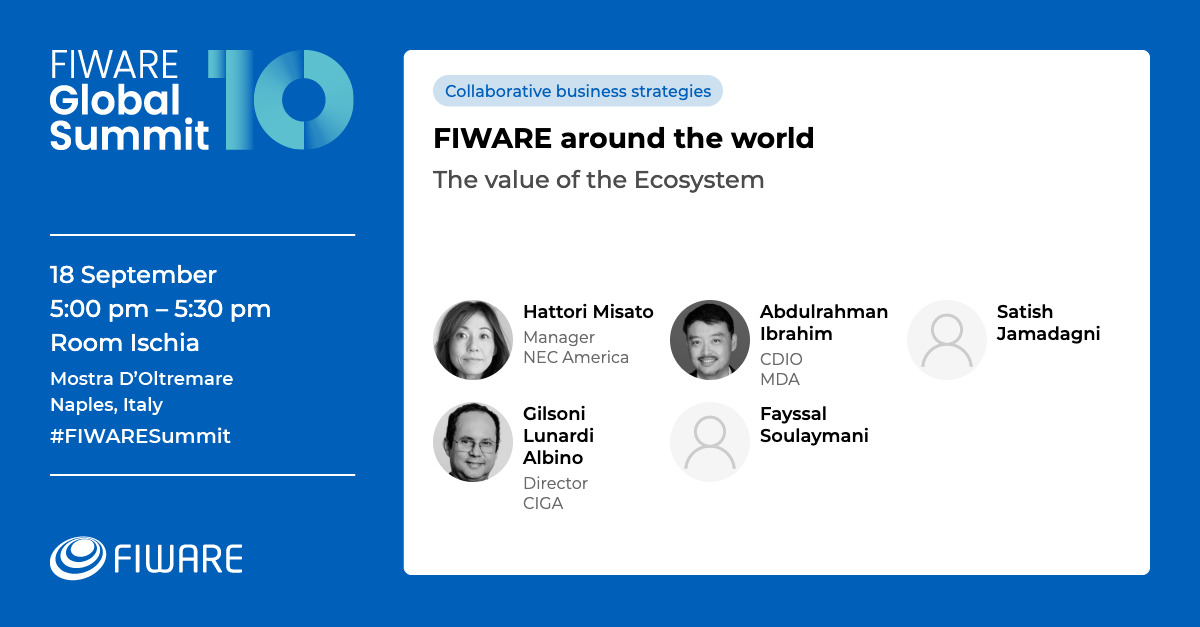 FIWARE
Global
Summit
10
18 September
5:00 pm – 5:30 pm
Room Ischia
Mostra D’Oltremare
Naples, Italy
#FIWARESummit
FIWARE
Collaborative business strategies
FIWARE around the world
The value of the Ecosystem
Hattori Misato
Manager
NEC America
Abdulrahman
Ibrahim
CDIO
MDA
Satish
Jamadagni
Gilsoni
Lunardi
Albino
Director
CIGA
Fayssal
Soulaymani